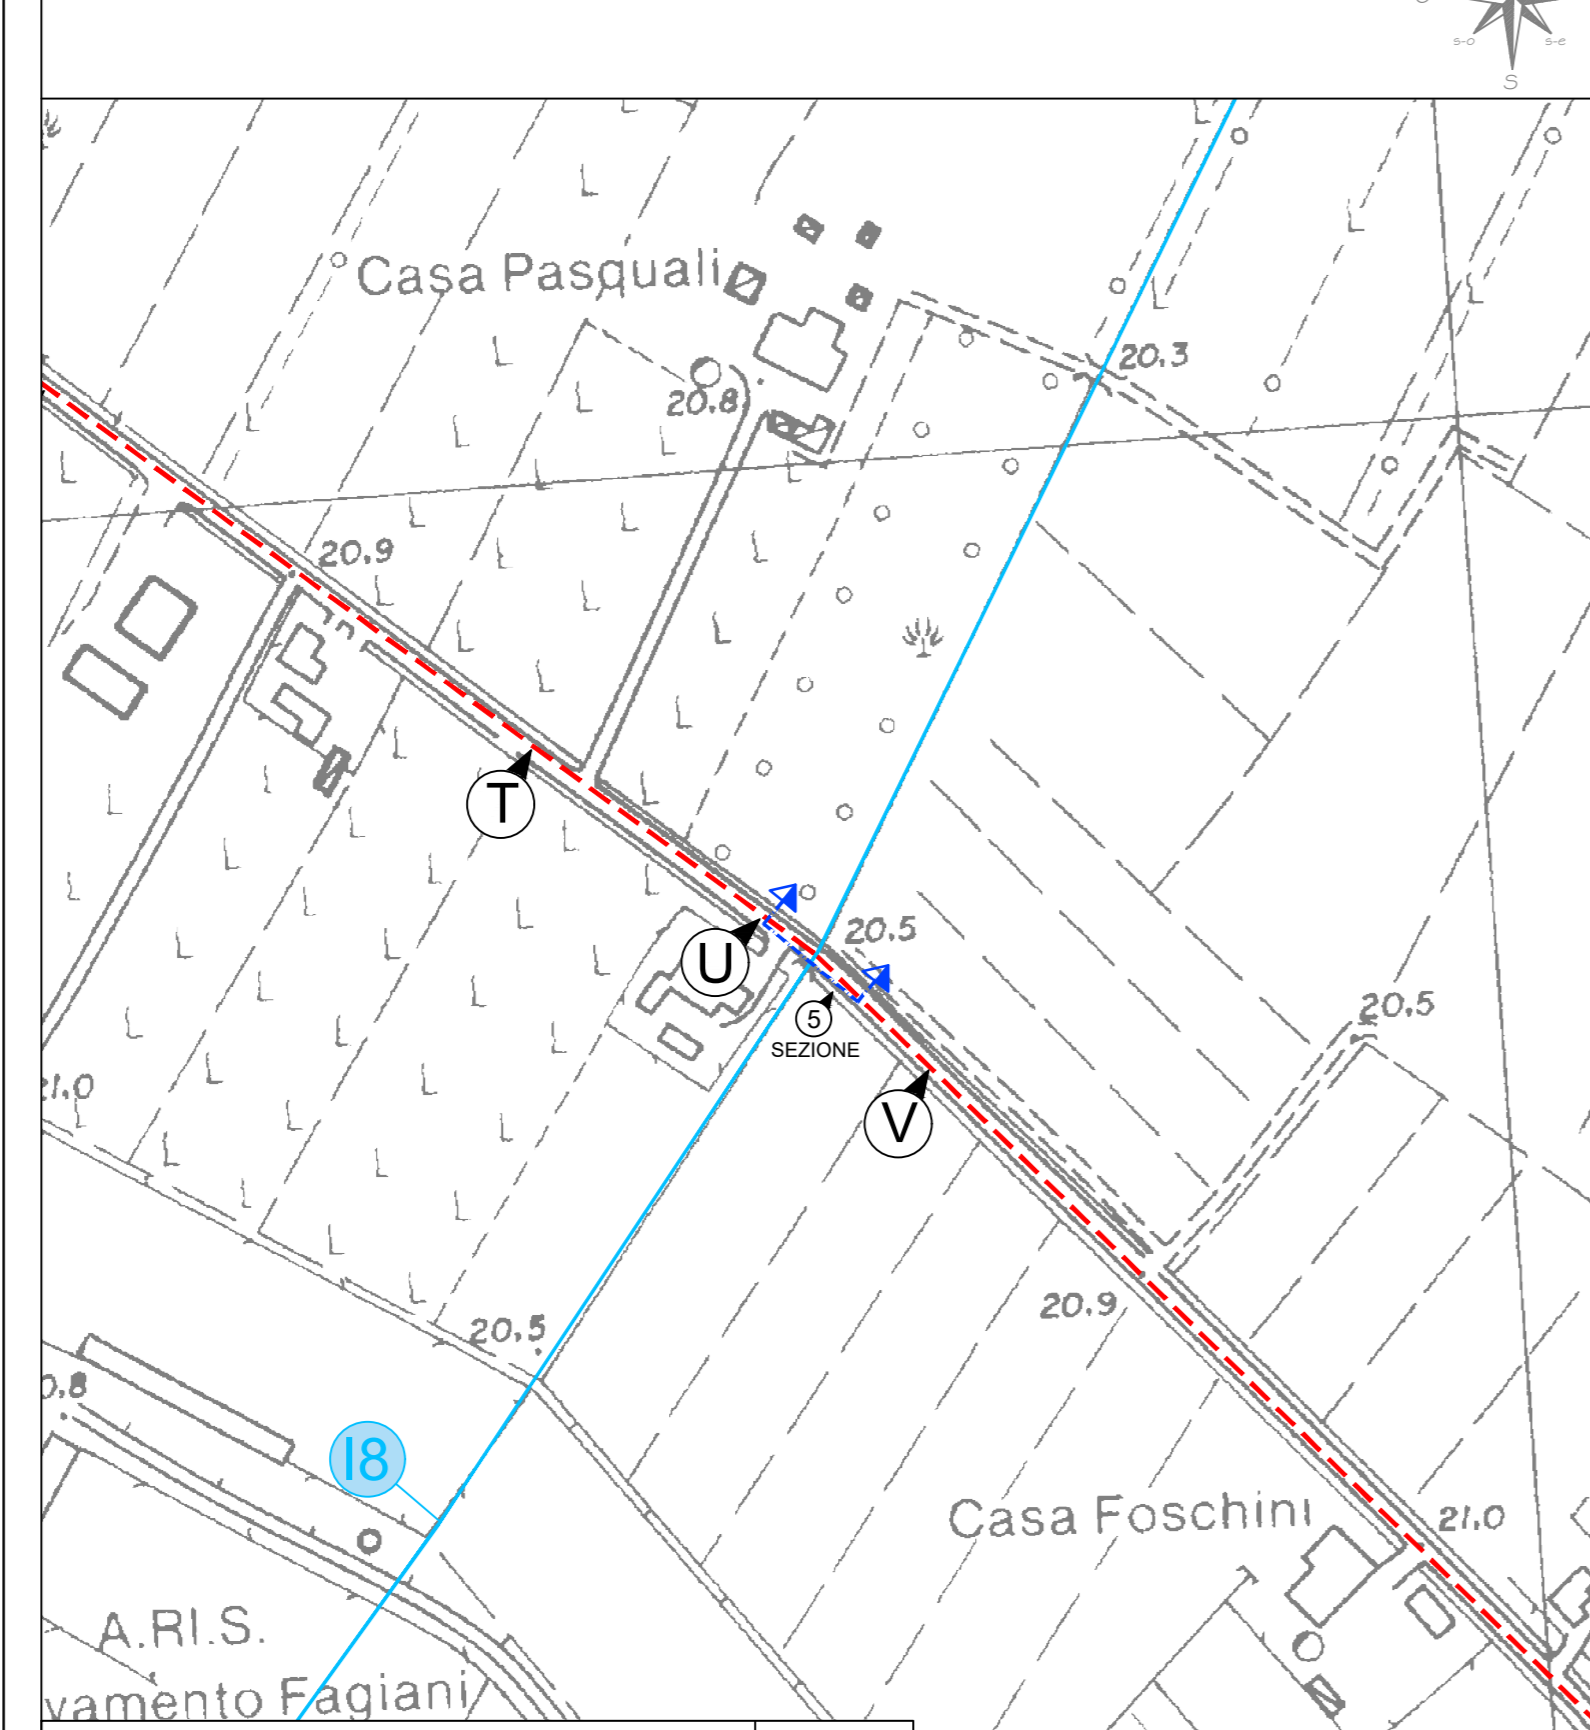 s-o
s-e
S
Casa Pasquali
20.3
20.8
20.9
T
20.5
U
20.5
5
SEZIONE
21.0
V
20.9
20.5
0.8
I8
Casa Foschini
21.0
A.RI.S.
vamento Fagiani